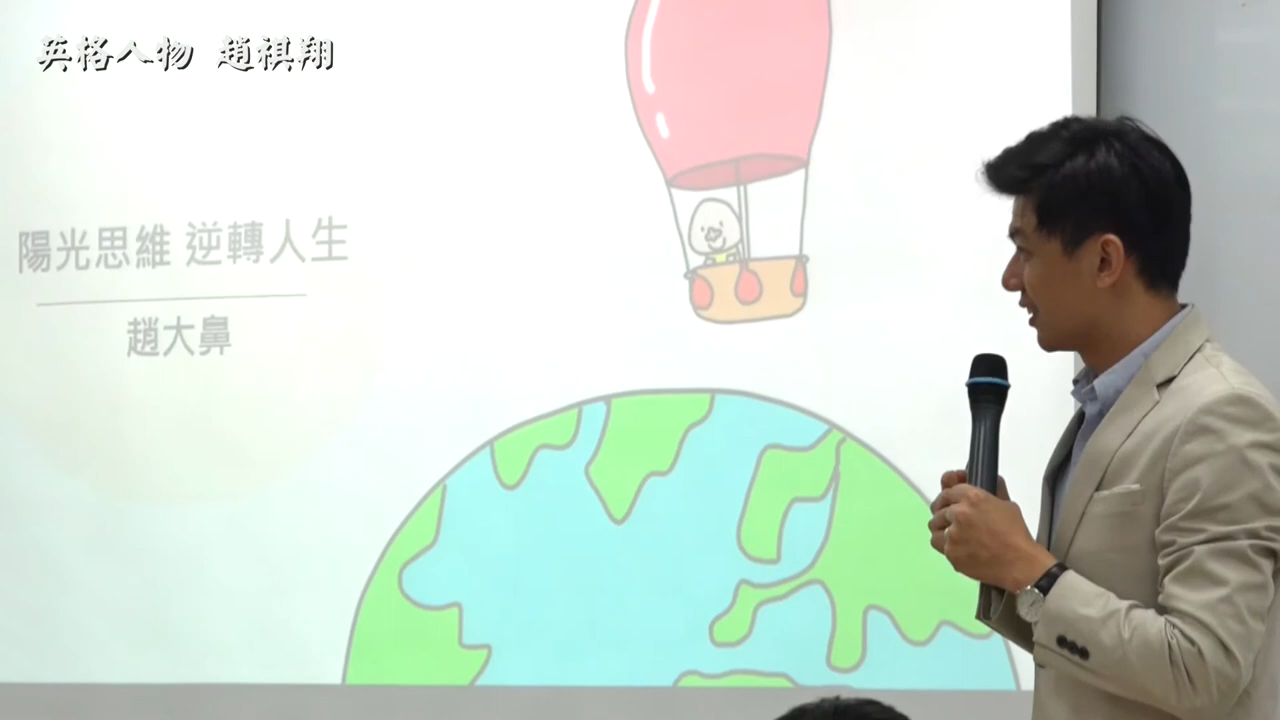 英格人物 趙祺翔
陽光思維 逆轉人生
趙大鼻